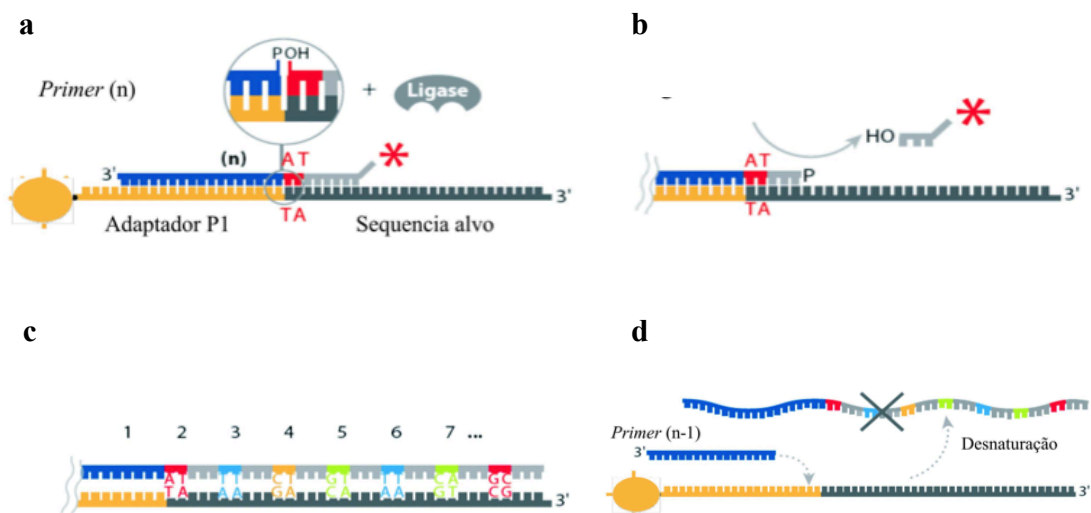 a
P OH
Primer (n)
+
Ligase
(n)
A T
*
3'
3'
T A
Adaptador P1
Sequencia alvo
b
HO
*
AT
P
TA
3'
c
1 2 3 4 5 6 7 ...
AT TT CT GT AT CA GC
TA AA GA CA AA GT CG
3'
d
Primer (n-1)
3'
Desnaturação
3'